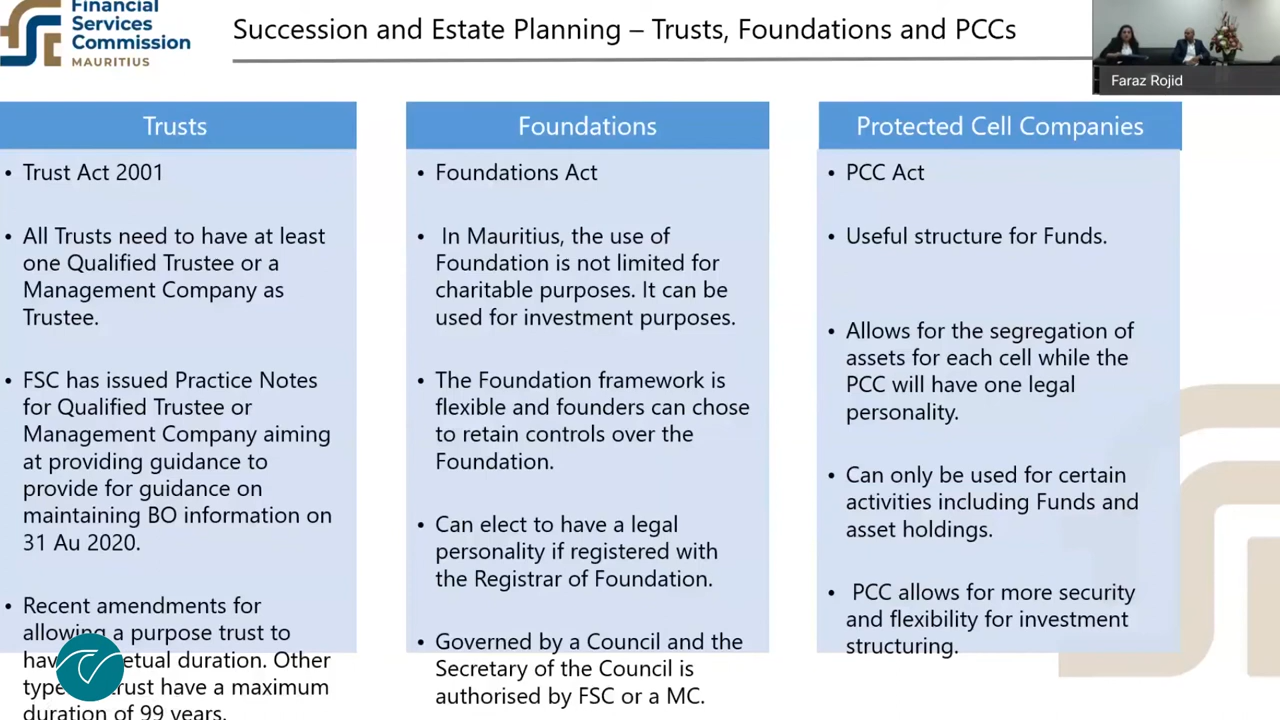 Financial
Services
Commission
MAURITIUS
Succession and Estate Planning – Trusts, Foundations and PCCs
Faraz Rojid
Trusts
• Trust Act 2001
• All Trusts need to have at least
one Qualified Trustee or a
Management Company as
Trustee.
• FSC has issued Practice Notes
for Qualified Trustee or
Management Company aiming
at providing guidance to
provide for guidance on
maintaining BO information on
31 Au 2020.
• Recent amendments for
allowing a purpose trust to
duration. Other
trust have a maximum
duration of 99 years.
Foundations
• Foundations Act
• In Mauritius, the use of
Foundation is not limited for
charitable purposes. It can be
used for investment purposes.
• The Foundation framework is
flexible and founders can chose
to retain controls over the
Foundation.
• Can elect to have a legal
personality if registered with
the Registrar of Foundation.
• Governed by a Council and the
Secretary of the Council is
authorised by FSC or a MC.
Protected Cell Companies
• PCC Act
• Useful structure for Funds.
• Allows for the segregation of
assets for each cell while the
PCC will have one legal
personality.
• Can only be used for certain
activities including Funds and
asset holdings.
• PCC allows for more security
and flexibility for investment
structuring.